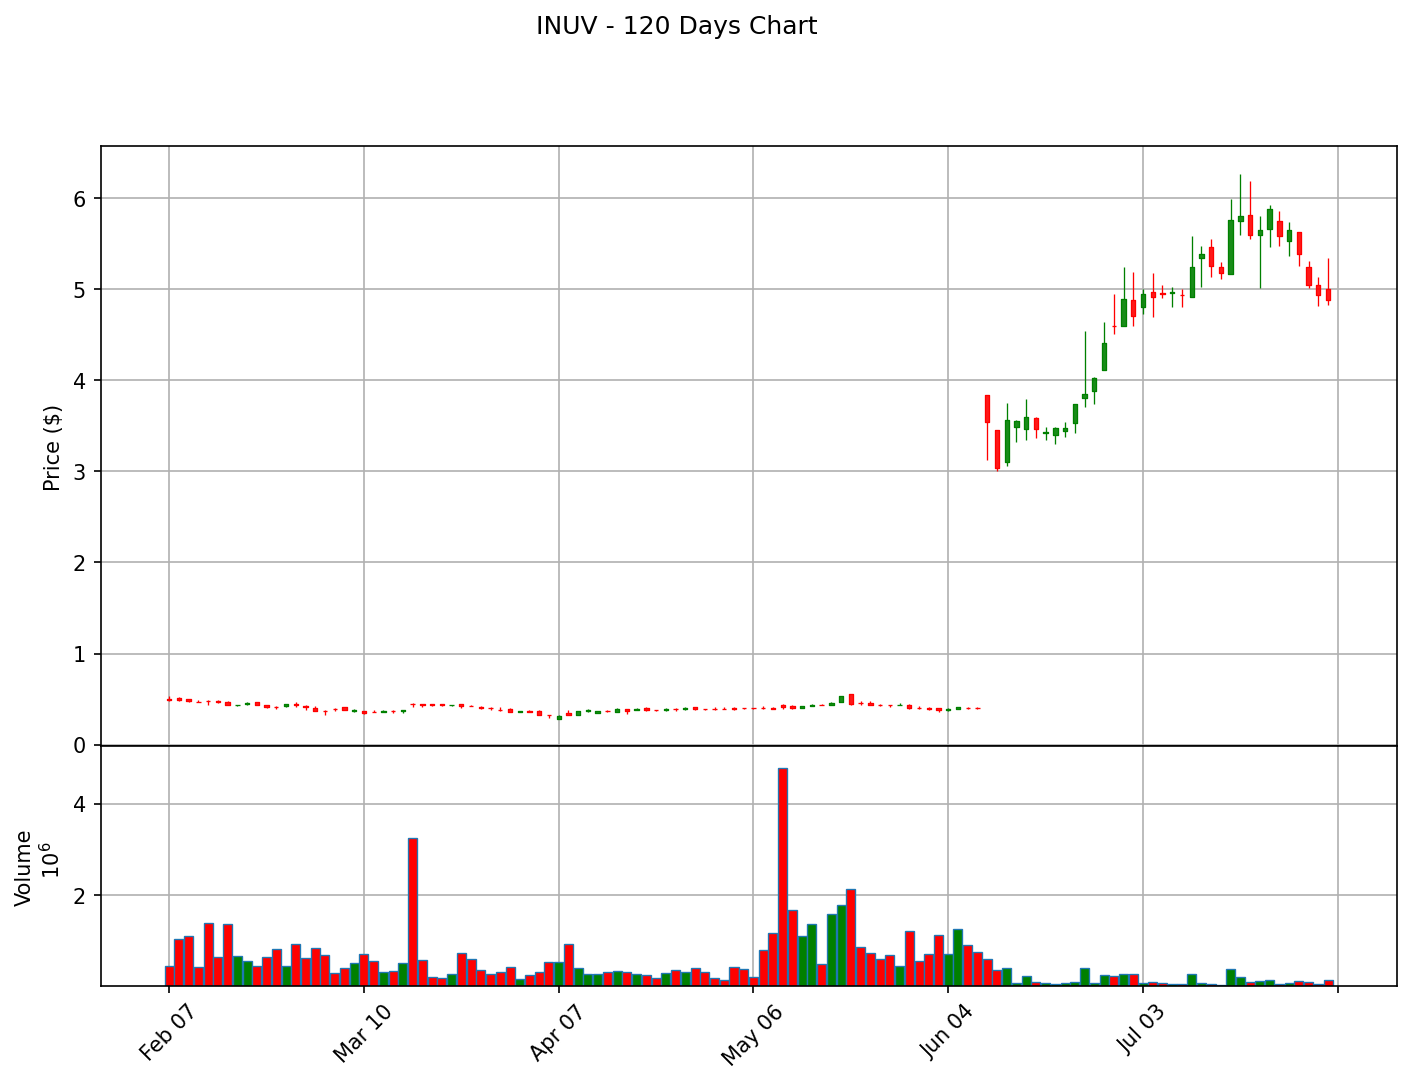 INUV - 120 Days Chart
Price ($)
6
5
4
3
2
1
0
Volume
10⁶
4
2
Feb 07
Mar 10
Apr 07
May 06
Jun 04
Jul 03